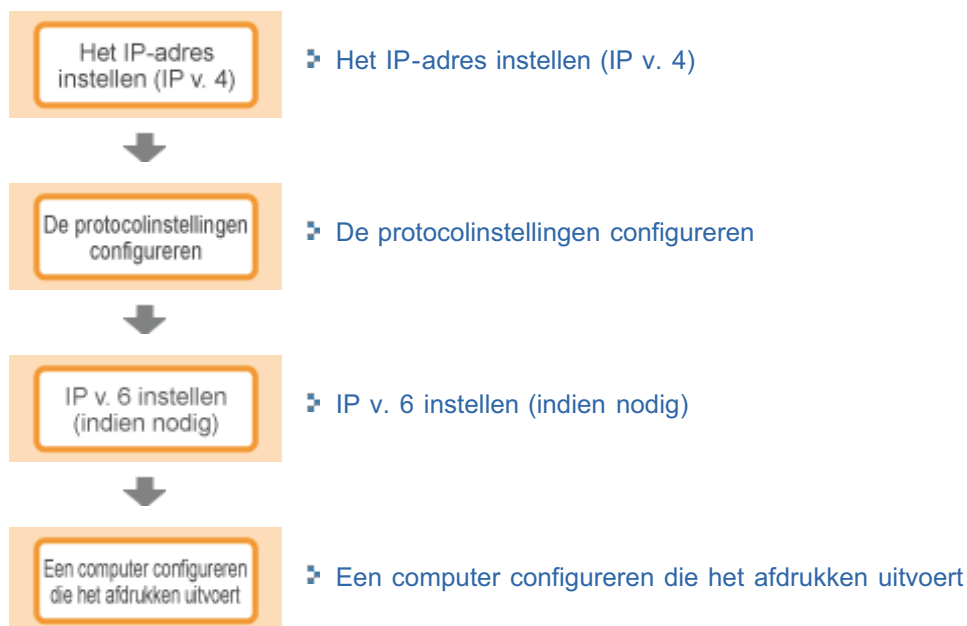 Het IP-adres
instellen (IP v. 4)
Het IP-adres instellen (IP v. 4)
De protocolinstellingen
configureren
De protocolinstellingen configureren
IP v. 6 instellen
(indien nodig)
IP v. 6 instellen (indien nodig)
Een computer configureren
die het afdrukken uitvoert
Een computer configureren die het afdrukken uitvoert